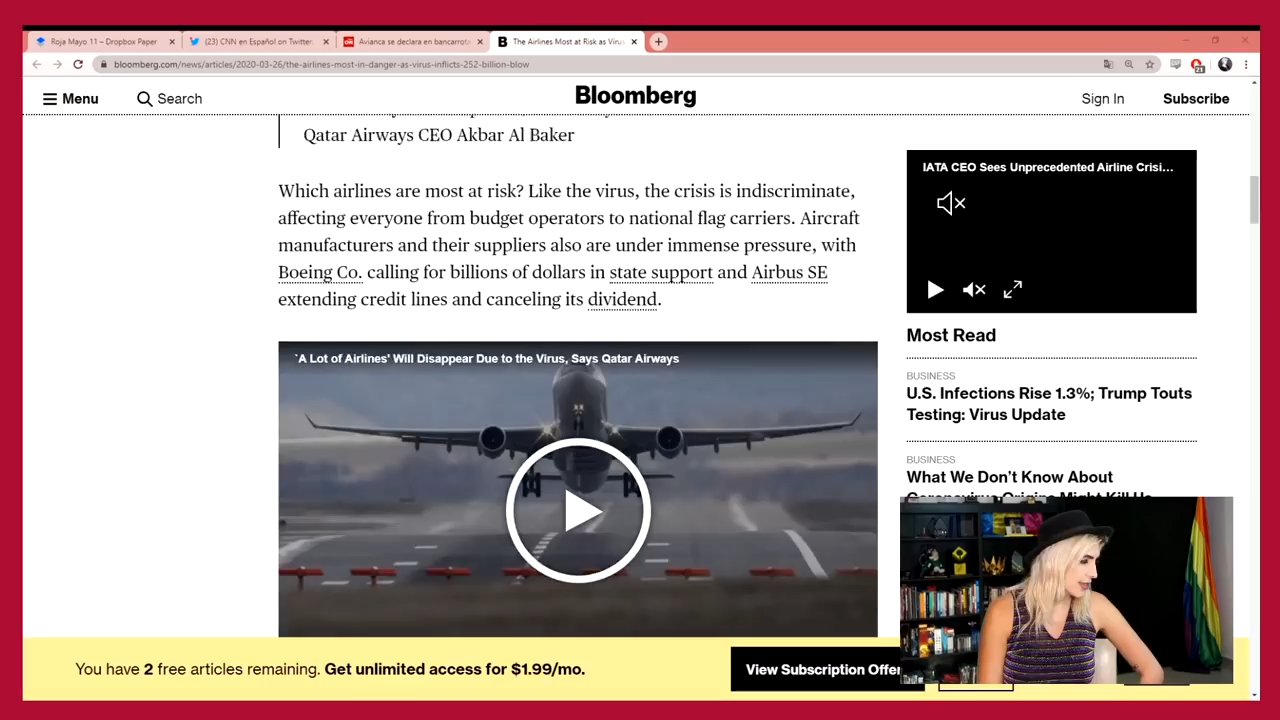 Roja Mayo 11 – Dropbox Paper
(23) CNN en Español on Twitter:
Avianca se declara en bancarrota
B The Airlines Most at Risk as Viru
bloomberg.com/news/articles/2020-03-26/the-airlines-most-in-danger-as-virus-inflicts-252-billion-blow
21
Menu
Search
Bloomberg
Sign In
Subscribe
Qatar Airways CEO Akbar Al Baker
Which airlines are most at risk? Like the virus, the crisis is indiscriminate,
affecting everyone from budget operators to national flag carriers. Aircraft
manufacturers and their suppliers also are under immense pressure, with
Boeing Co. calling for billions of dollars in state support and Airbus SE
extending credit lines and canceling its dividend.
`A Lot of Airlines' Will Disappear Due to the Virus, Says Qatar Airways
IATA CEO Sees Unprecedented Airline Crisi...
Most Read
BUSINESS
U.S. Infections Rise 1.3%; Trump Touts
Testing: Virus Update
BUSINESS
What We Don't Know About
Coronavirus Origins Might Kill Us
You have 2 free articles remaining. Get unlimited access for $1.99/mo.
View Subscription Offer